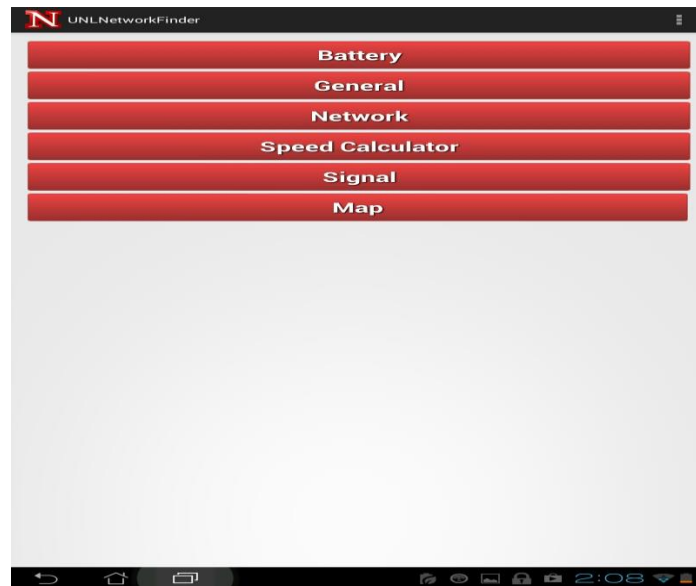 N UNLNetworkFinder
Battery
General
Network
Speed Calculator
Signal
Map
2:08